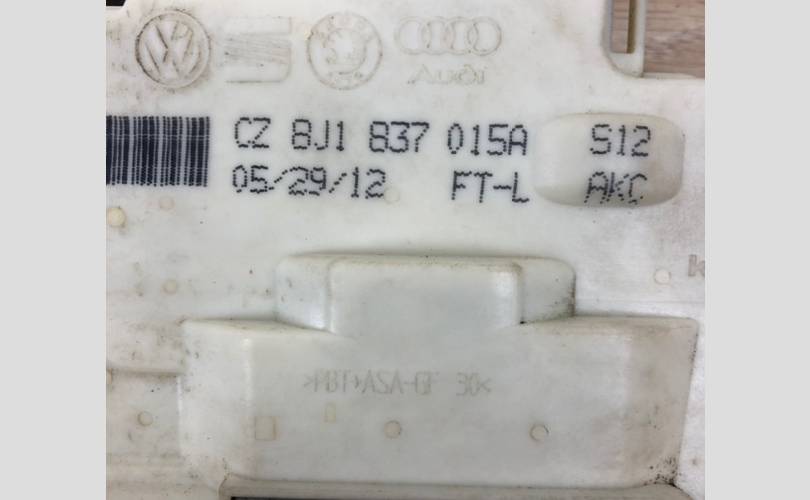 Audi
CZ 8J1 837 015A S12
05/29/12 FT-L AKC
>PBT+ASA-GF 30<